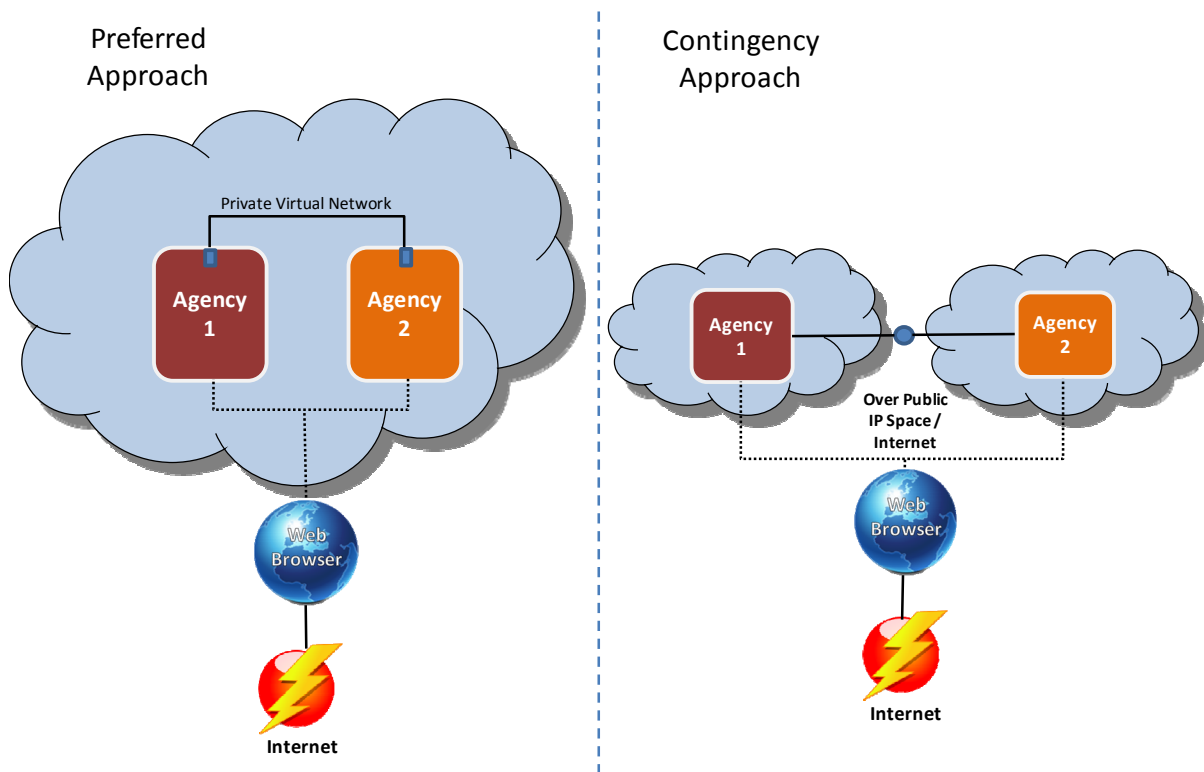 Preferred
Approach
Private Virtual Network
Agency
1
Agency
2
Web
Browser
Internet
Contingency
Approach
Agency
1
Agency
2
Over Public
IP Space /
Internet
Web
Browser
Internet